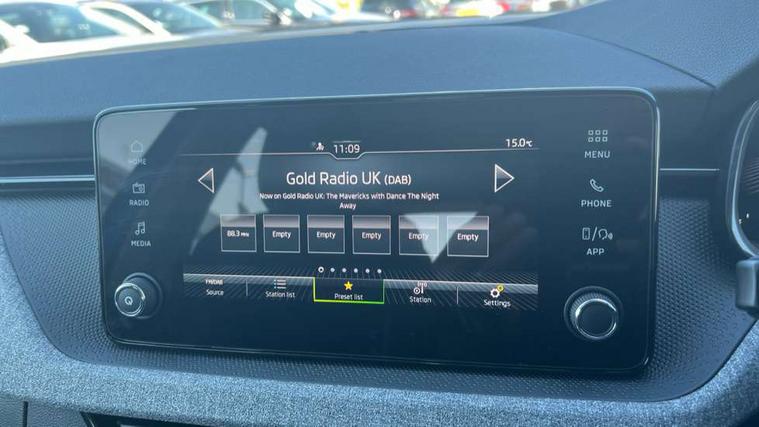 11:09
15.0°C
HOME
RADIO
MEDIA
Gold Radio UK (DAB)
Now on Gold Radio UK: The Mavericks with Dance The Night
Away
88.3 MHz
Empty
Empty
Empty
Empty
Empty
FM/DAB
Source
Station list
Preset list
Station
Settings
MENU
PHONE
APP